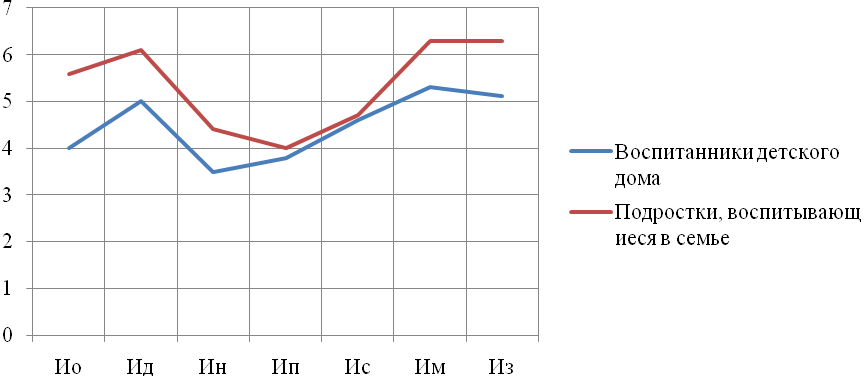 7
6
5
4
3
2
1
0
Ио Ид Ин Ип Ис Им Из
Воспитанники детского
дома
Подростки, воспитывающ
иеся в семье